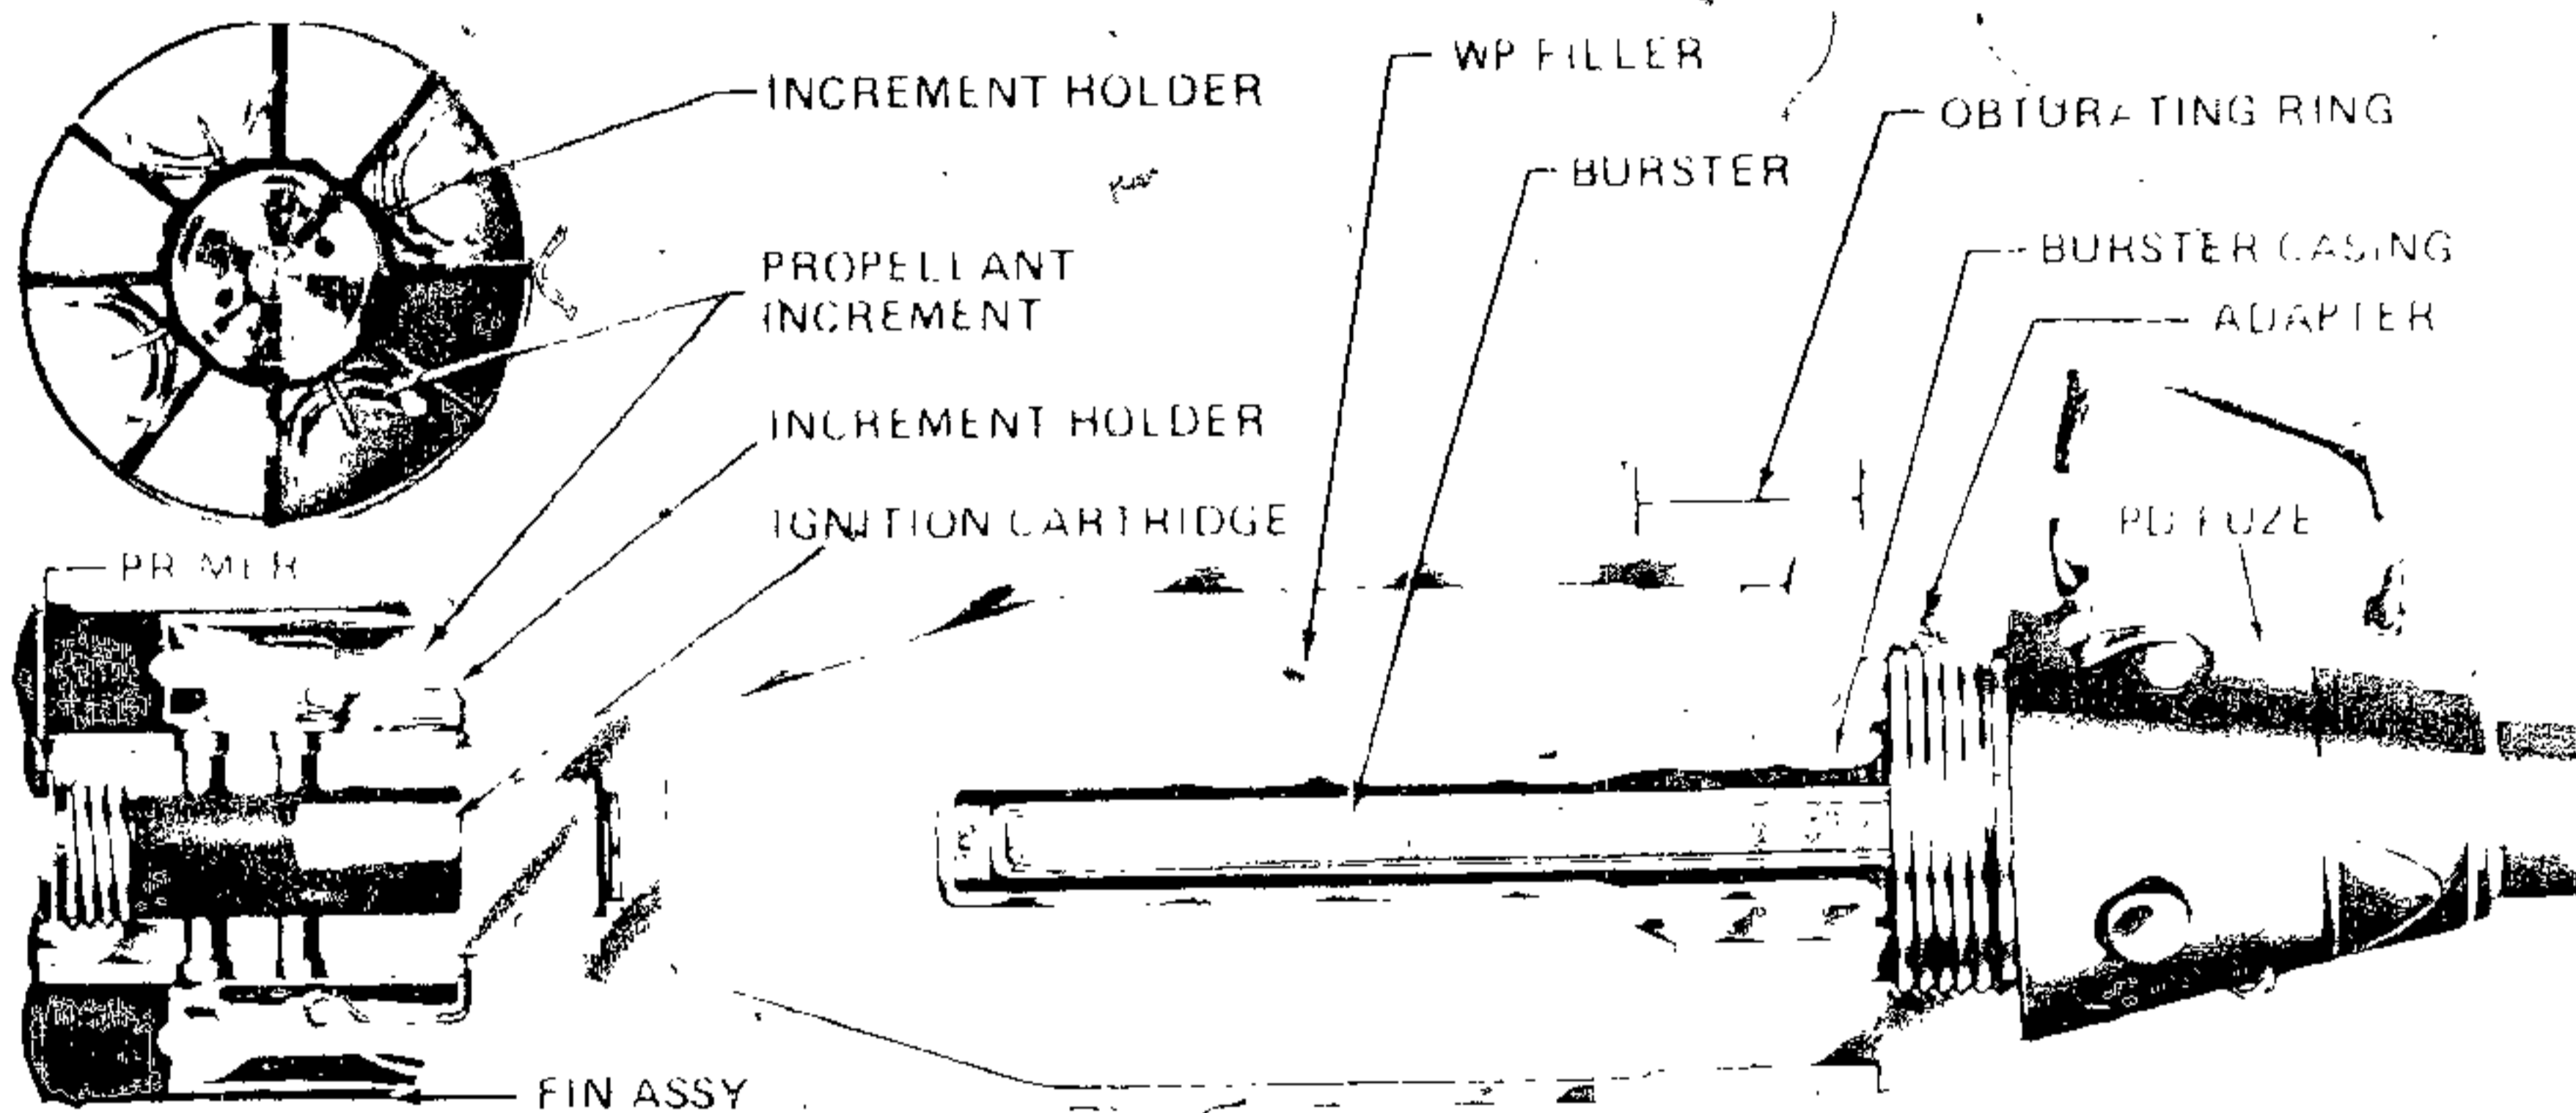 INCREMENT HOLDER
WP FILLER
OBTURATING RING
BURSTER
PROPELLANT
INCREMENT
BURSTER CASING
ADAPTER
INCREMENT HOLDER
IGNITION CARTRIDGE
PD FUZE
PRIMER
FIN ASSY